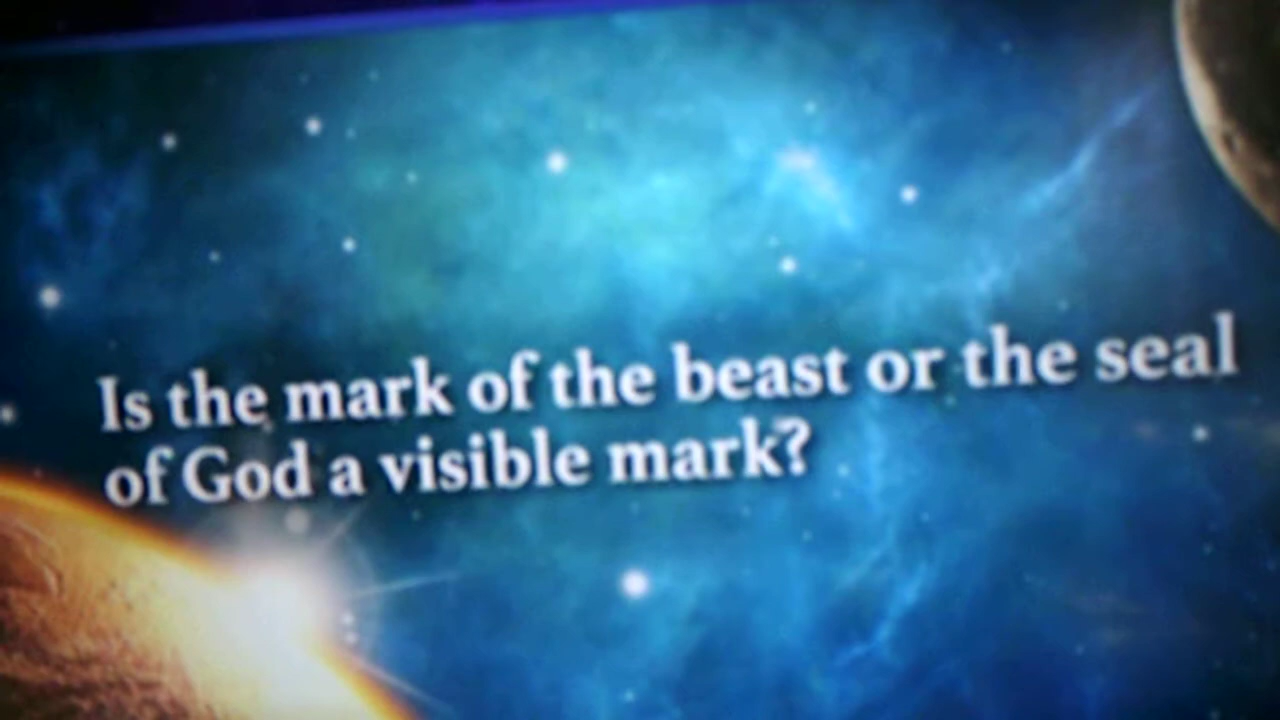 Is the mark of the beast or the seal
of God a visible mark?